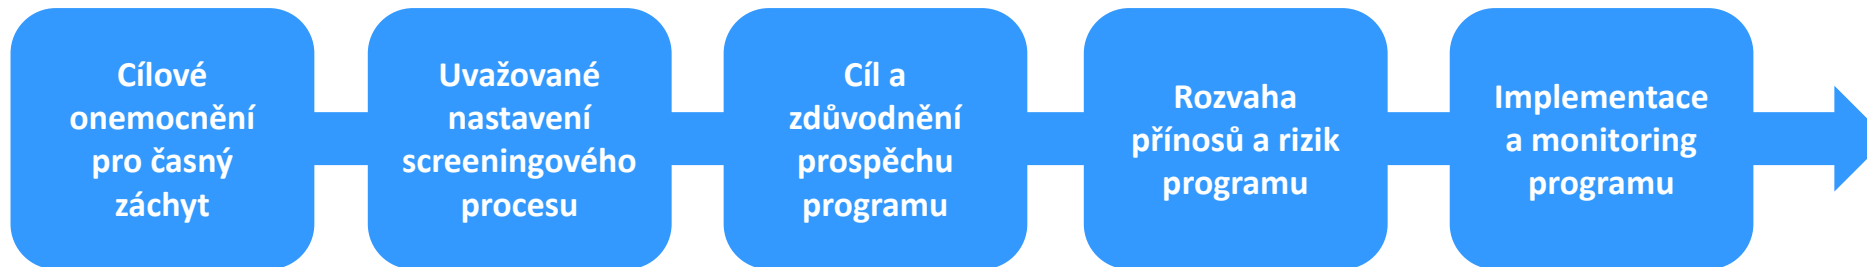 Cílové
onemocnění
pro časný
záchyt
Uvažované
nastavení
screeningového
procesu
Cíl a
zdůvodnění
prospěchu
programu
Rozvaha
přínosů a rizik
programu
Implementace
a monitoring
programu